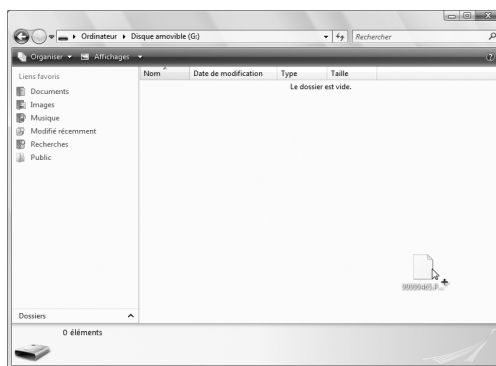 Ordinateur Disque amovible (G:) Rechercher
Organiser Affichages
Liens favoris
Documents
Images
Musique
Modifié récemment
Recherches
Public
Dossiers
Nom Date de modification Type Taille
Le dossier est vide.
0 éléments